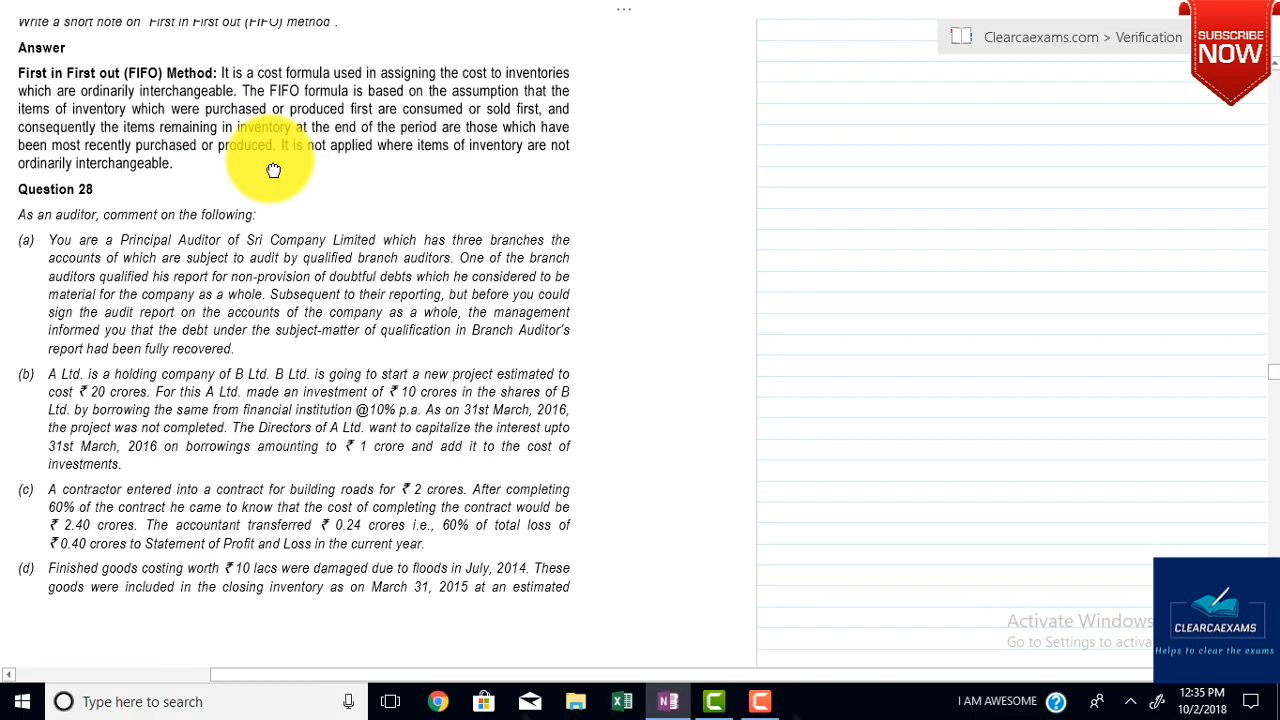 Write a short note on 'First in First out (FIFO) method'.
Clearcaexams.com > Verification
SUBSCRIBE
NOW
Answer
First in First out (FIFO) Method: It is a cost formula used in assigning the cost to inventories
which are ordinarily interchangeable. The FIFO formula is based on the assumption that the
items of inventory which were purchased or produced first are consumed or sold first, and
consequently the items remaining in inventory at the end of the period are those which have
been most recently purchased or produced. It is not applied where items of inventory are not
ordinarily interchangeable.
Question 28
As an auditor, comment on the following:
(a) You are a Principal Auditor of Sri Company Limited which has three branches the
accounts of which are subject to audit by qualified branch auditors. One of the branch
auditors qualified his report for non-provision of doubtful debts which he considered to be
material for the company as a whole. Subsequent to their reporting, but before you could
sign the audit report on the accounts of the company as a whole, the management
informed you that the debt under the subject-matter of qualification in Branch Auditor's
report had been fully recovered.
(b) A Ltd. is a holding company of B Ltd. B Ltd. is going to start a new project estimated to
cost ₹ 20 crores. For this A Ltd. made an investment of ₹ 10 crores in the shares of B
Ltd. by borrowing the same from financial institution @10% p.a. As on 31st March, 2016,
the project was not completed. The Directors of A Ltd. want to capitalize the interest upto
31st March, 2016 on borrowings amounting to ₹ 1 crore and add it to the cost of
investments.
(c) A contractor entered into a contract for building roads for ₹ 2 crores. After completing
60% of the contract he came to know that the cost of completing the contract would be
₹ 2.40 crores. The accountant transferred ₹ 0.24 crores i.e., 60% of total loss of
₹ 0.40 crores to Statement of Profit and Loss in the current year.
(d) Finished goods costing worth ₹ 10 lacs were damaged due to floods in July, 2014. These
goods were included in the closing inventory as on March 31, 2015 at an estimated
Activate Windows
Go to Settings to activa
CLEARCAEXAMS
Helps to clear the exams
Type here to search
I AM AWESOME
12:35 PM
10/2/2018